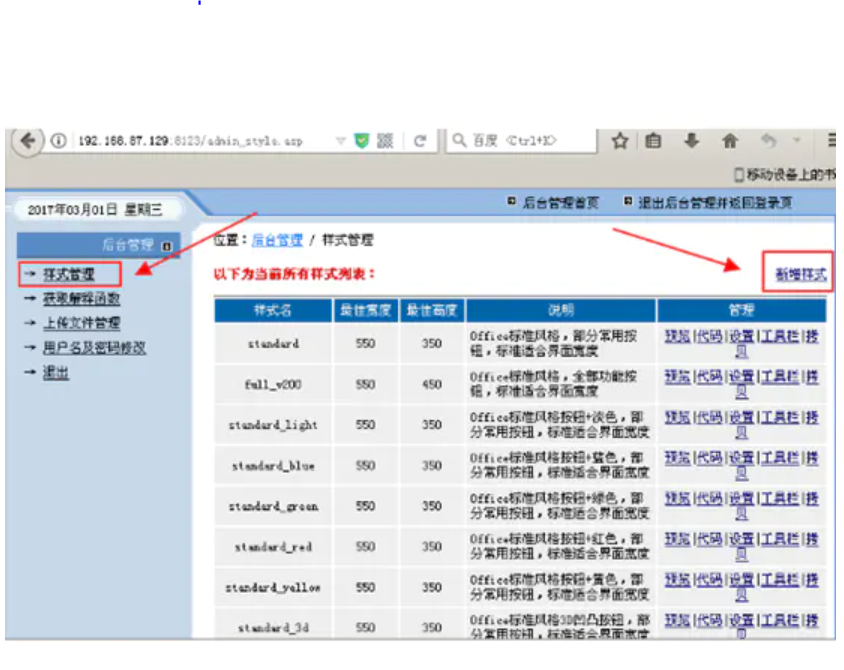 192.168.87.129:8123/admin_style.asp
百度 <Ctrl+K>
移动设备上的书
2017年03月01日 星期三
后台管理首页
退出后台管理并返回登录页
后台管理
样式管理
获取解释函数
上传文件管理
用户名及密码修改
退出
位置：后台管理 / 样式管理
以下为当前所有样式列表：
新增样式
样式名 最佳宽度 最佳高度 说明 管理
standard 550 350 Office标准风格，部分常用按钮，标准适合界面宽度 预览|代码|设置|工具栏|拷贝
full_v200 550 450 Office标准风格，全部功能按钮，标准适合界面宽度 预览|代码|设置|工具栏|拷贝
standard_light 550 350 Office标准风格按钮+淡色，部分常用按钮，标准适合界面宽度 预览|代码|设置|工具栏|拷贝
standard_blue 550 350 Office标准风格按钮+蓝色，部分常用按钮，标准适合界面宽度 预览|代码|设置|工具栏|拷贝
standard_green 550 350 Office标准风格按钮+绿色，部分常用按钮，标准适合界面宽度 预览|代码|设置|工具栏|拷贝
standard_red 550 350 Office标准风格按钮+红色，部分常用按钮，标准适合界面宽度 预览|代码|设置|工具栏|拷贝
standard_yellow 550 350 Office标准风格按钮+黄色，部分常用按钮，标准适合界面宽度 预览|代码|设置|工具栏|拷贝
standard_3d 550 350 Office标准风格3D凹凸按钮，部分常用按钮，标准适合界面宽度 预览|代码|设置|工具栏|拷贝